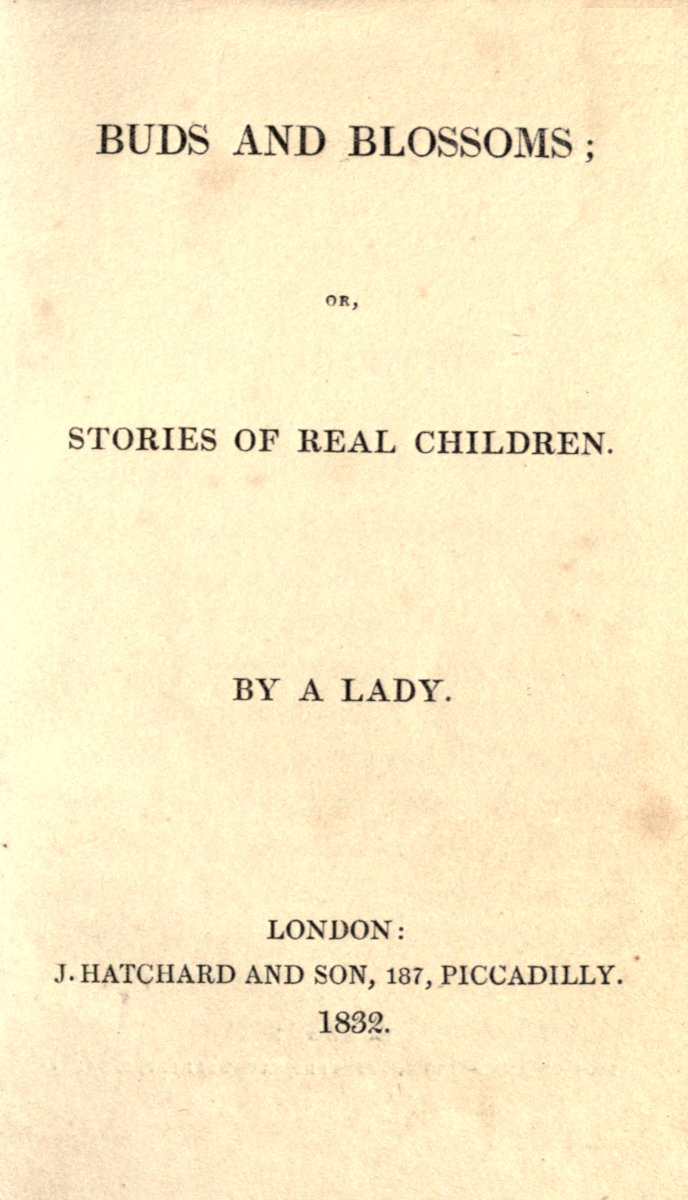 BUDS AND BLOSSOMS;
OR,
STORIES OF REAL CHILDREN.
BY A LADY.
LONDON:
J. HATCHARD AND SON, 187, PICCADILLY.
1832.